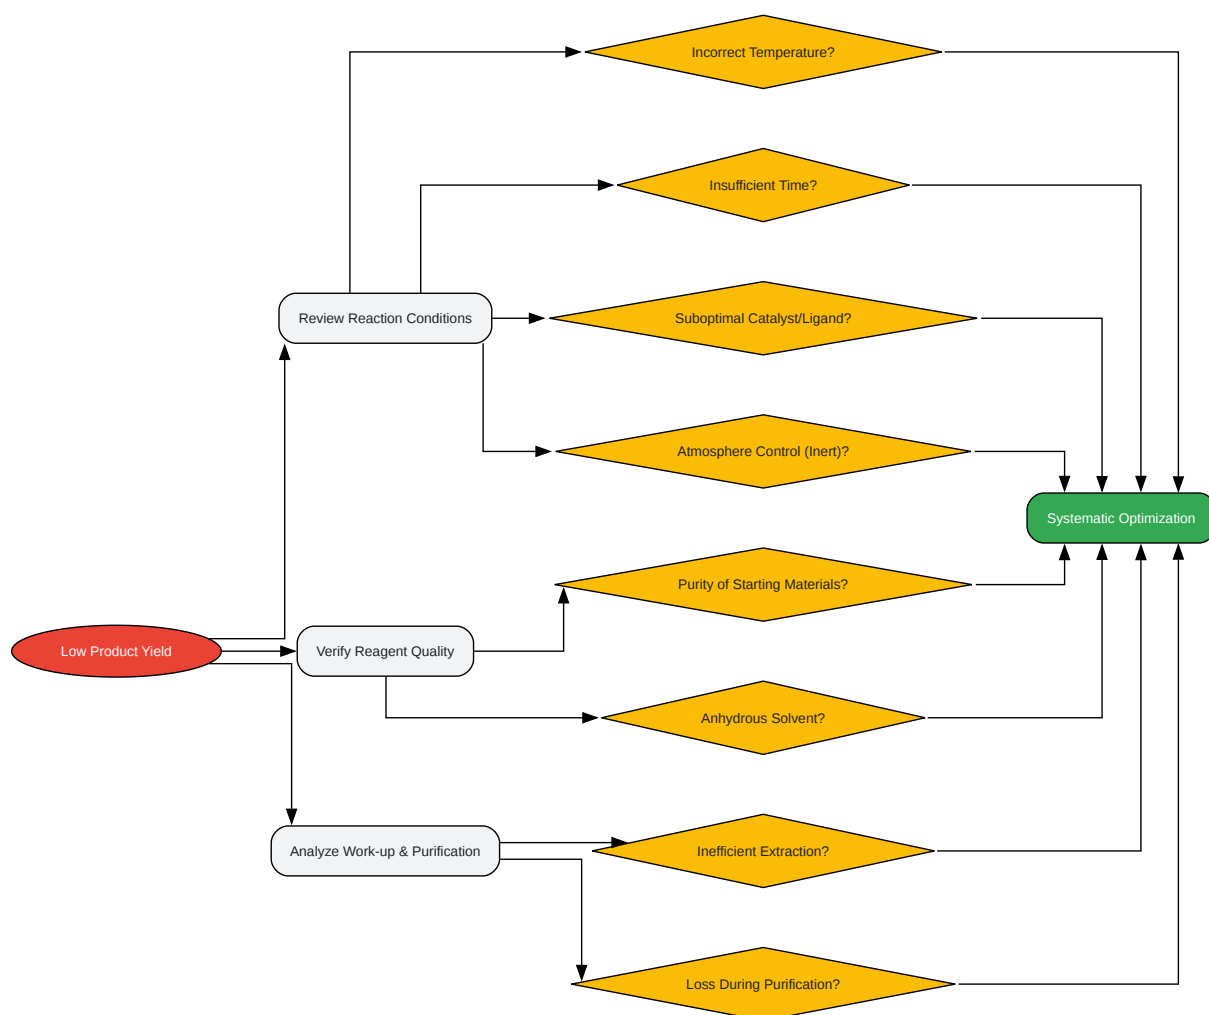 Incorrect Temperature?
Insufficient Time?
Review Reaction Conditions
Suboptimal Catalyst/Ligand?
Atmosphere Control (Inert)?
Systematic Optimization
Purity of Starting Materials?
Low Product Yield
Verify Reagent Quality
Anhydrous Solvent?
Analyze Work-up & Purification
Inefficient Extraction?
Loss During Purification?